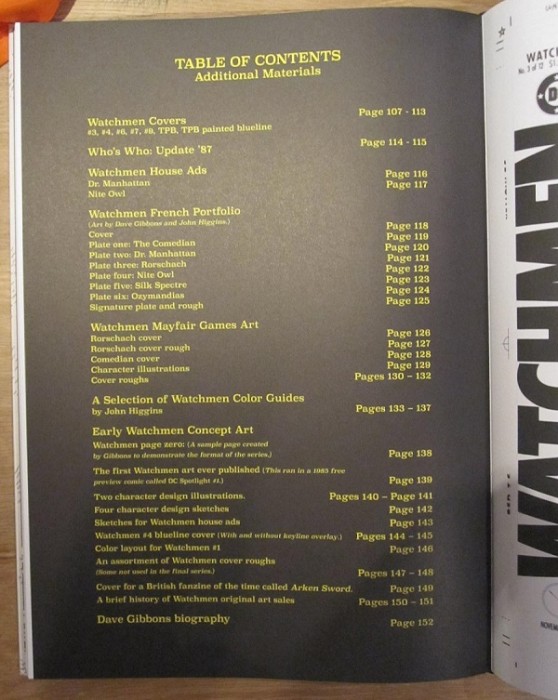 TABLE OF CONTENTS
Additional Materials
Watchmen Covers Page 107 - 113
#3, #4, #6, #7, #9, TPB, TPB painted blueline
Who's Who: Update '87 Page 114 - 115
Watchmen House Ads
Dr. Manhattan Page 116
Nite Owl Page 117
Watchmen French Portfolio
(Art by Dave Gibbons and John Higgins.)
Cover Page 118
Plate one: The Comedian Page 119
Plate two: Dr. Manhattan Page 120
Plate three: Rorschach Page 121
Plate four: Nite Owl Page 122
Plate five: Silk Spectre Page 123
Plate six: Ozymandias Page 124
Signature plate and rough Page 125
Watchmen Mayfair Games Art
Rorschach cover Page 126
Rorschach cover rough Page 127
Comedian cover Page 128
Character illustrations Page 129
Cover roughs Pages 130 - 132
A Selection of Watchmen Color Guides
by John Higgins Pages 133 - 137
Early Watchmen Concept Art
Watchmen page zero: (A sample page created
by Gibbons to demonstrate the format of the series.) Page 138
The first Watchmen art ever published (This ran in a 1985 free
preview comic called DC Spotlight #1.) Page 139
Two character design illustrations. Pages 140 - Page 141
Four character design sketches Page 142
Sketches for Watchmen house ads Page 143
Watchmen #4 blueline cover (With and without keyline overlay.) Pages 144 - 145
Color layout for Watchmen #1 Page 146
An assortment of Watchmen cover roughs
(Some not used in the final series.) Pages 147 - 148
Cover for a British fanzine of the time called Arken Sword. Page 149
A brief history of Watchmen original art sales Pages 150 - 151
Dave Gibbons biography Page 152
WATCH
No. 7 of 12
WATCHMEN